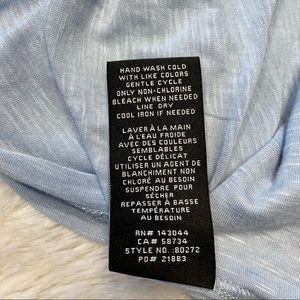 HAND WASH COLD
WITH LIKE COLORS
GENTLE CYCLE
ONLY NON-CHLORINE
BLEACH WHEN NEEDED
LINE DRY
COOL IRON IF NEEDED
LAVER À LA MAIN
À L'EAU FROIDE
AVEC DES COULEURS
SEMBLABLES
CYCLE DÉLICAT
UTILISER UN AGENT DE
BLANCHIMENT NON
CHLORÉ AU BESOIN
SUSPENDRE POUR
SÉCHER
REPASSER À BASSE
TEMPÉRATURE
AU BESOIN
RN# 143044
CA# 58734
STYLE NO.:80272
PO# 21883